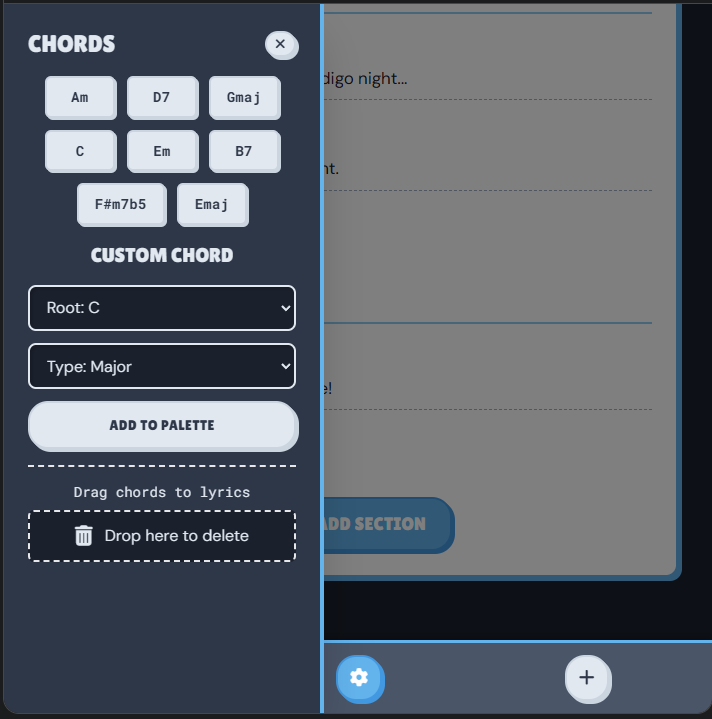 CHORDS
Am D7 Gmaj
C Em B7
F#m7b5 Emaj
CUSTOM CHORD
Root: C
Type: Major
ADD TO PALETTE
Drag chords to lyrics
Drop here to delete
digo night...
nt.
e!
ADD SECTION